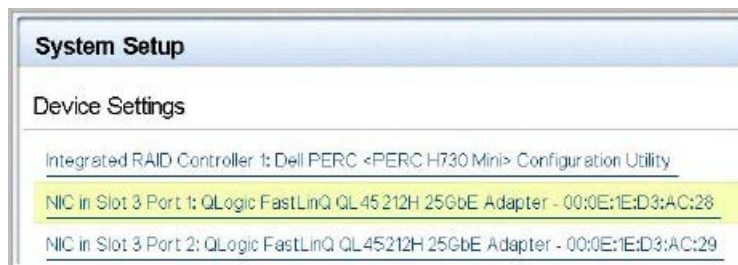 System Setup
Device Settings
Integrated RAID Controller 1: Dell PERC <PERC H730 Mini> Configuration Utility
NIC in Slot 3 Port 1: QLogic FastLinQ QL45212H 25GbE Adapter - 00:0E:1E:D3:AC:28
NIC in Slot 3 Port 2: QLogic FastLinQ QL45212H 25GbE Adapter - 00:0E:1E:D3:AC:29